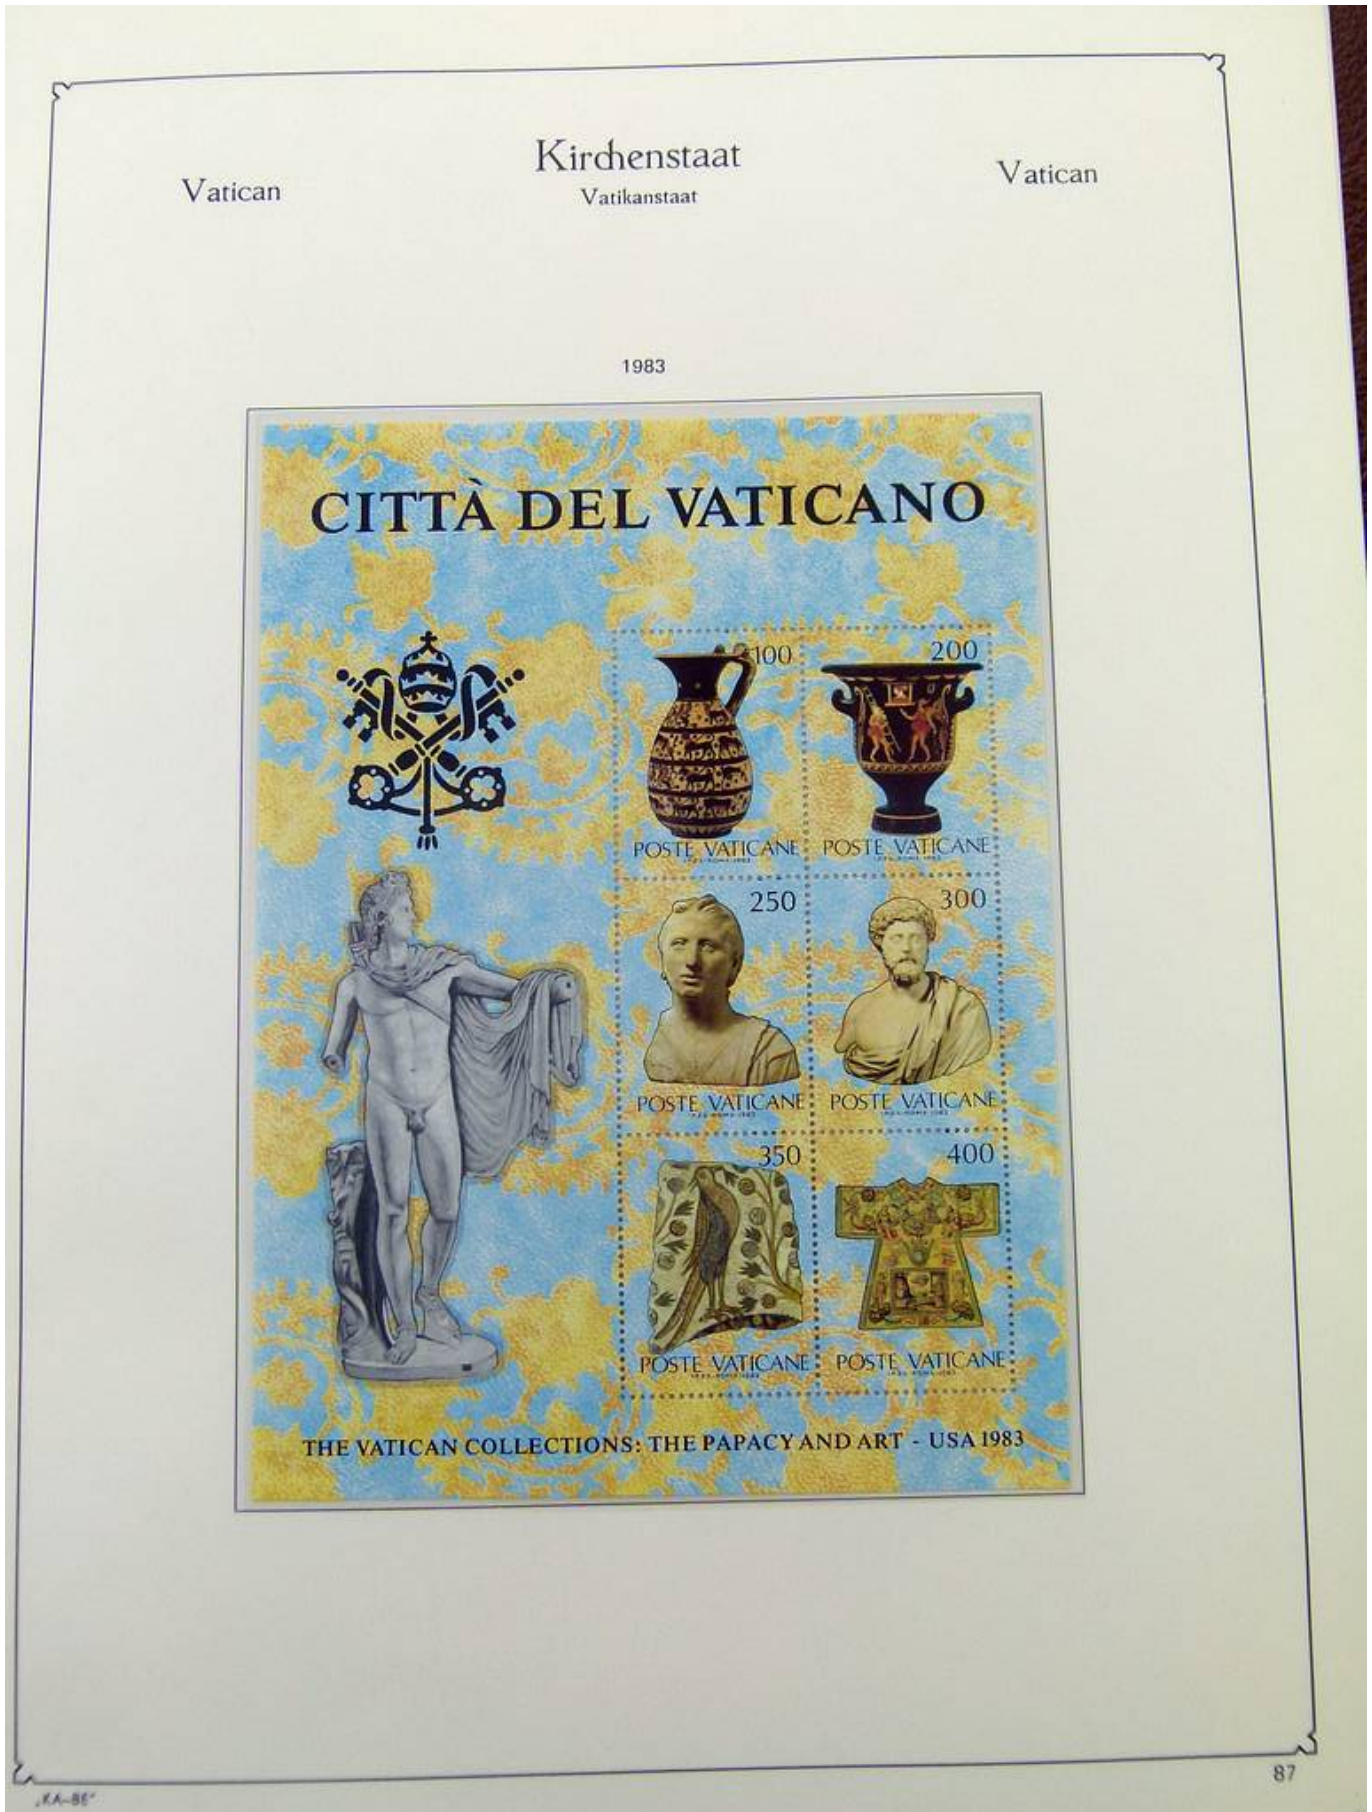 Kirchenstaat
Vatican Vatikanstaat Vatican
1983
CITTÀ DEL VATICANO
100 200
POSTE VATICANE POSTE VATICANE
250 300
POSTE VATICANE POSTE VATICANE
350 400
POSTE VATICANE POSTE VATICANE
THE VATICAN COLLECTIONS: THE PAPACY AND ART - USA 1983
87
„KA-86“